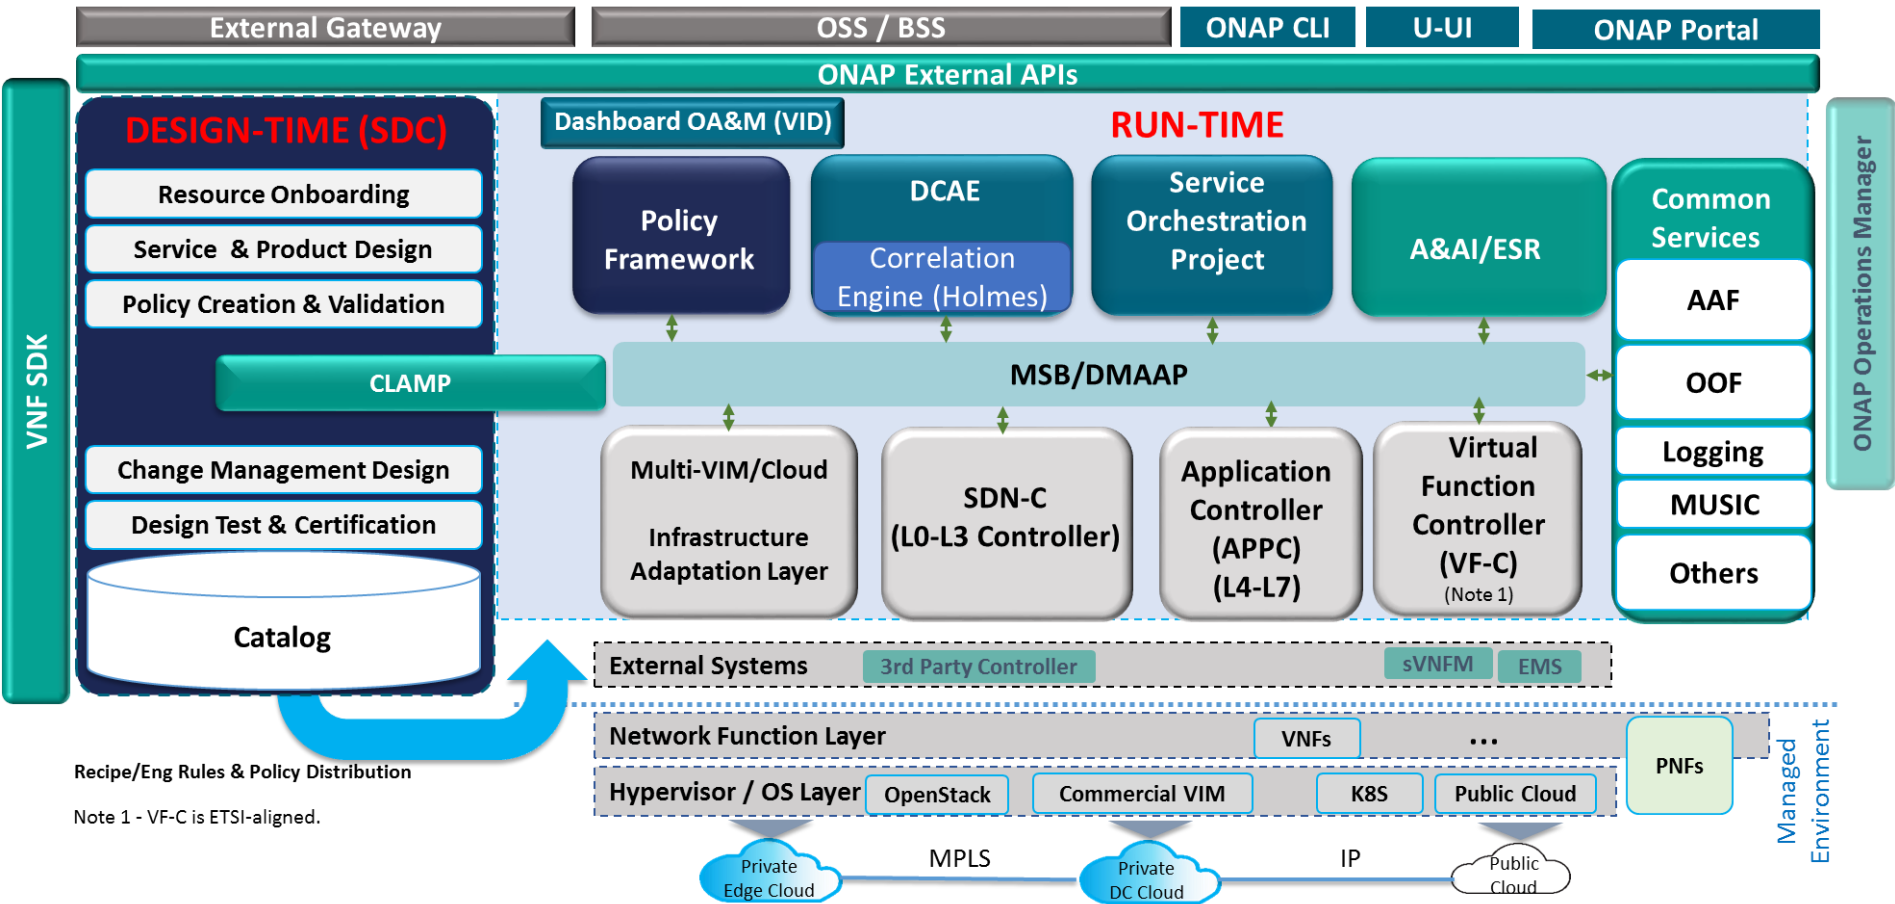 External Gateway
OSS / BSS
ONAP CLI
U-UI
ONAP Portal
ONAP External APIs
VNF SDK
DESIGN-TIME (SDC)
Resource Onboarding
Service & Product Design
Policy Creation & Validation
CLAMP
Change Management Design
Design Test & Certification
Catalog
Recipe/Eng Rules & Policy Distribution
Note 1 - VF-C is ETSI-aligned.
Dashboard OA&M (VID)
RUN-TIME
Policy
Framework
DCAE
Correlation
Engine (Holmes)
Service
Orchestration
Project
A&AI/ESR
MSB/DMAAP
Multi-VIM/Cloud
Infrastructure
Adaptation Layer
SDN-C
(L0-L3 Controller)
Application
Controller
(APPC)
(L4-L7)
Virtual
Function
Controller
(VF-C)
(Note 1)
Common
Services
AAF
OOF
Logging
MUSIC
Others
ONAP Operations Manager
External Systems
3rd Party Controller
sVNFM
EMS
Network Function Layer
VNFs
...
PNFs
Hypervisor / OS Layer
OpenStack
Commercial VIM
K8S
Public Cloud
Managed
Environment
Private
Edge Cloud
MPLS
Private
DC Cloud
IP
Public
Cloud